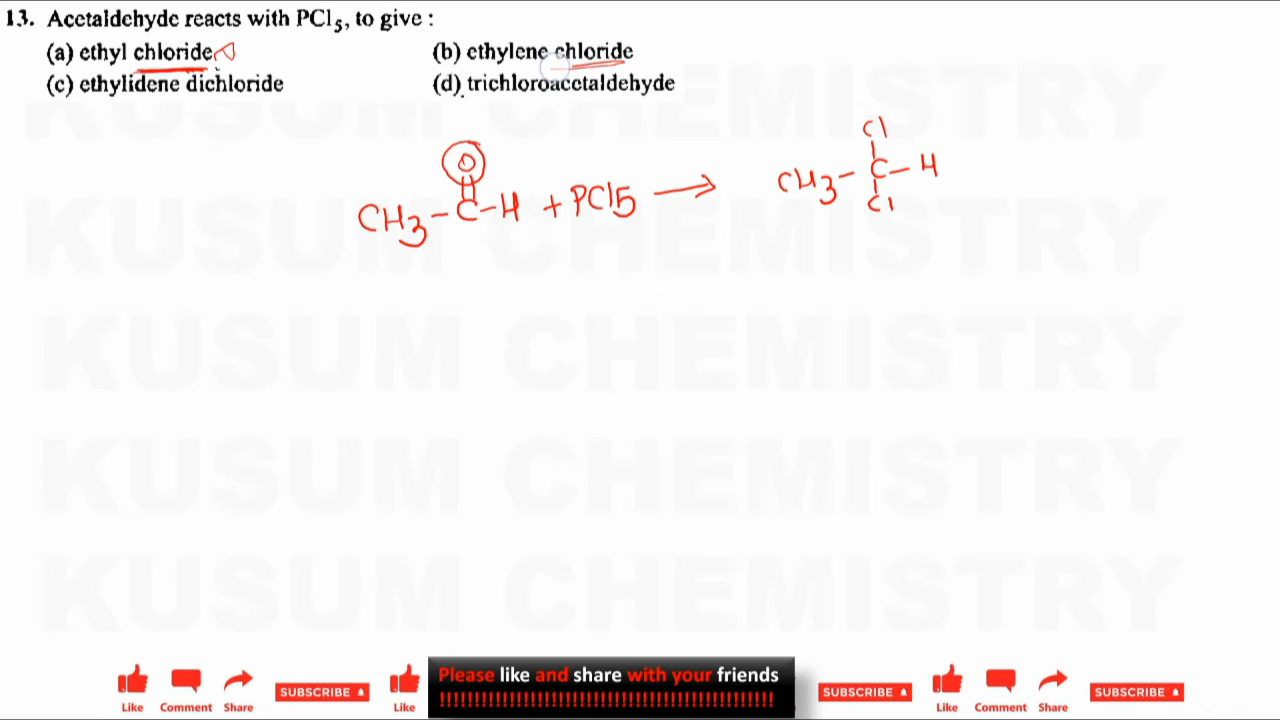 13. Acetaldehyde reacts with PCl5, to give :
(a) ethyl chloride (b) ethylene chloride
(c) ethylidene dichloride (d) trichloroacetaldehyde
KUSUM CHEMISTRY
Cl
O
CH3-C-H + PCl5 → CH3-C-H
Cl
KUSUM CHEMISTRY
KUSUM CHEMISTRY
KUSUM CHEMISTRY
KUSUM CHEMISTRY
Please like and share with your friends
!!!!!!!!!!!!!!!!!!!!!!!!!!!!!!!!!!!!!!!!!!!!!!!!
Like Comment Share SUBSCRIBE Like SUBSCRIBE Like Comment Share SUBSCRIBE